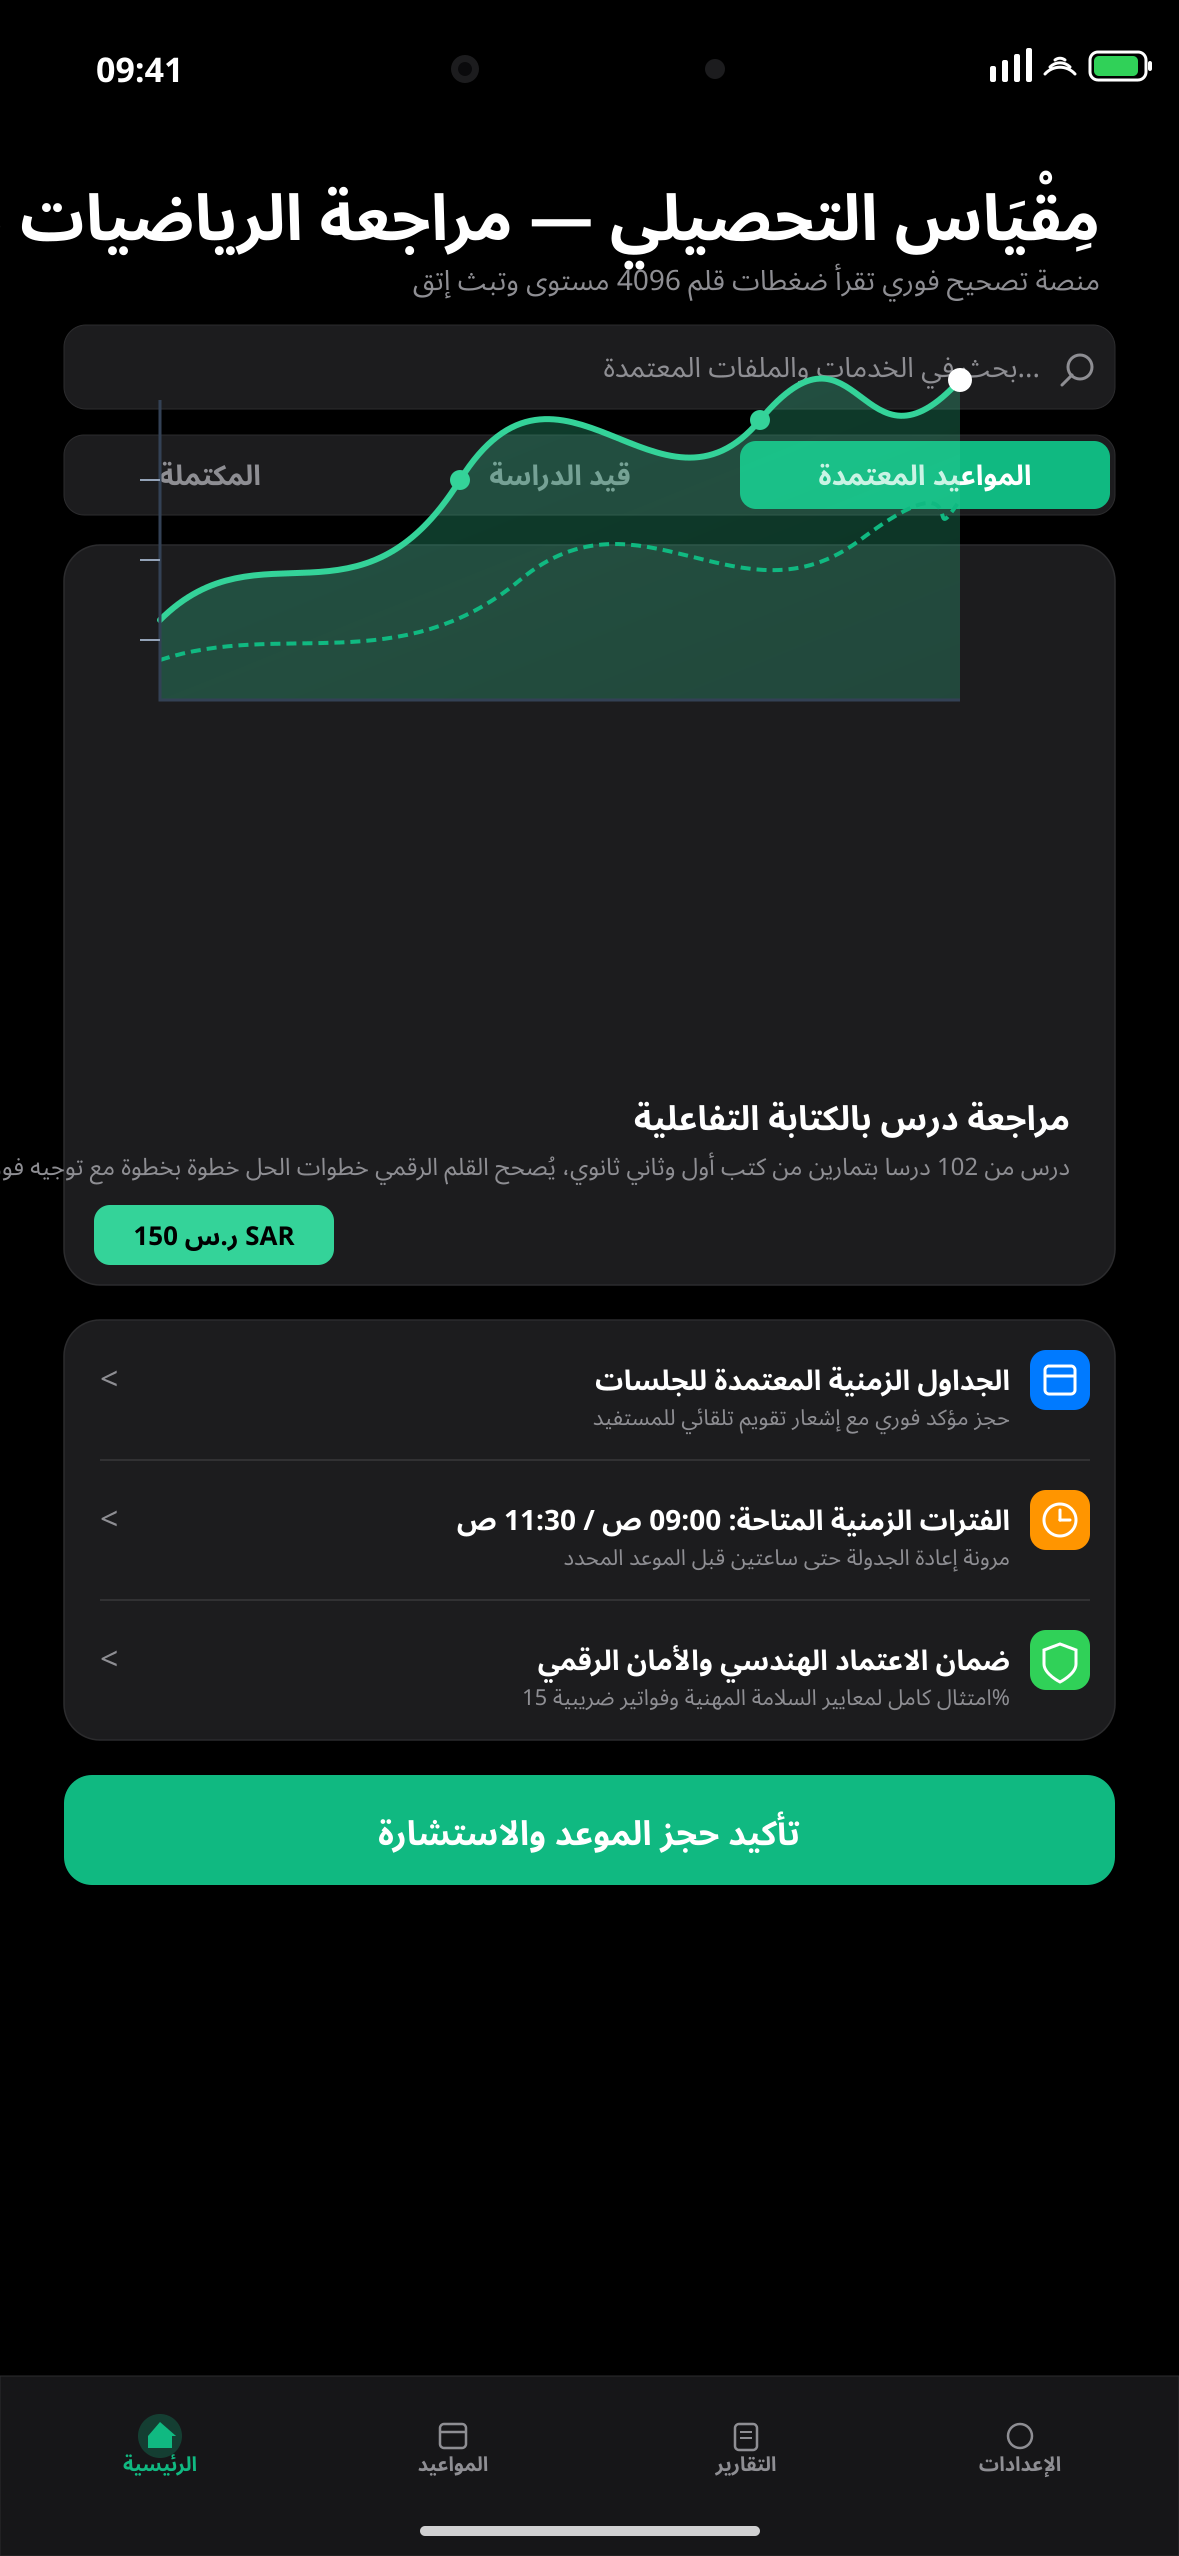 09:41
مِقْيَاس التحصيلي — مراجعة الرياضيات
منصة تصحيح فوري تقرأ ضغطات قلم 4096 مستوى وتبث إتق
...بحث في الخدمات والملفات المعتمدة
المواعيد المعتمدة
قيد الدراسة
المكتملة
مراجعة درس بالكتابة التفاعلية
درس من 102 درسا بتمارين من كتب أول وثاني ثانوي، يُصحح القلم الرقمي خطوات الحل خطوة بخطوة مع توجيه فو
150 ر.س SAR
الجداول الزمنية المعتمدة للجلسات
حجز مؤكد فوري مع إشعار تقويم تلقائي للمستفيد
الفترات الزمنية المتاحة: 09:00 ص / 11:30 ص
مرونة إعادة الجدولة حتى ساعتين قبل الموعد المحدد
ضمان الاعتماد الهندسي والأمان الرقمي
%امتثال كامل لمعايير السلامة المهنية وفواتير ضريبية 15
تأكيد حجز الموعد والاستشارة
الإعدادات
التقارير
المواعيد
الرئيسية